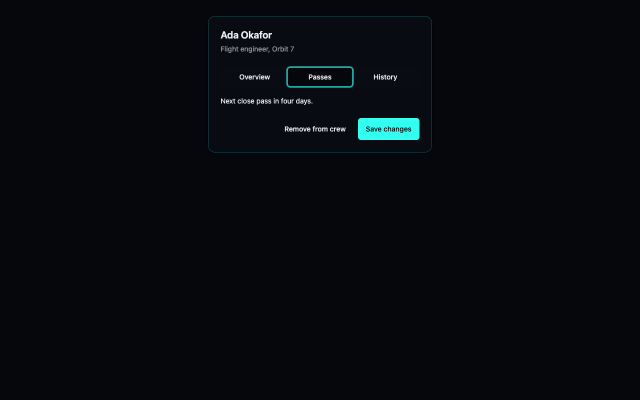 Ada Okafor
Flight engineer, Orbit 7
Overview Passes History
Next close pass in four days.
Remove from crew Save changes